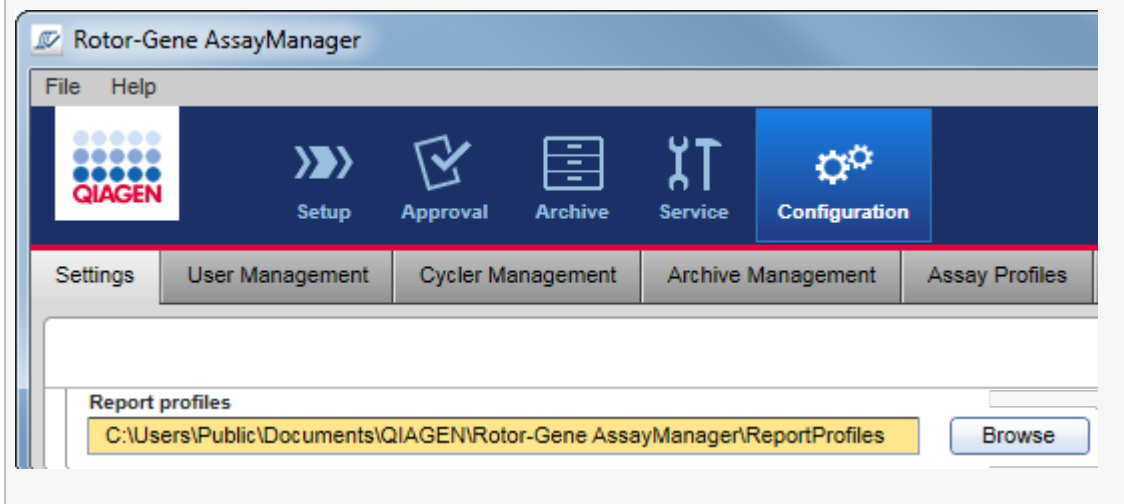 Rotor-Gene AssayManager
File Help
QIAGEN
Setup Approval Archive Service Configuration
Settings User Management Cycler Management Archive Management Assay Profiles
Report profiles
C:\Users\Public\Documents\QIAGEN\Rotor-Gene AssayManager\ReportProfiles Browse